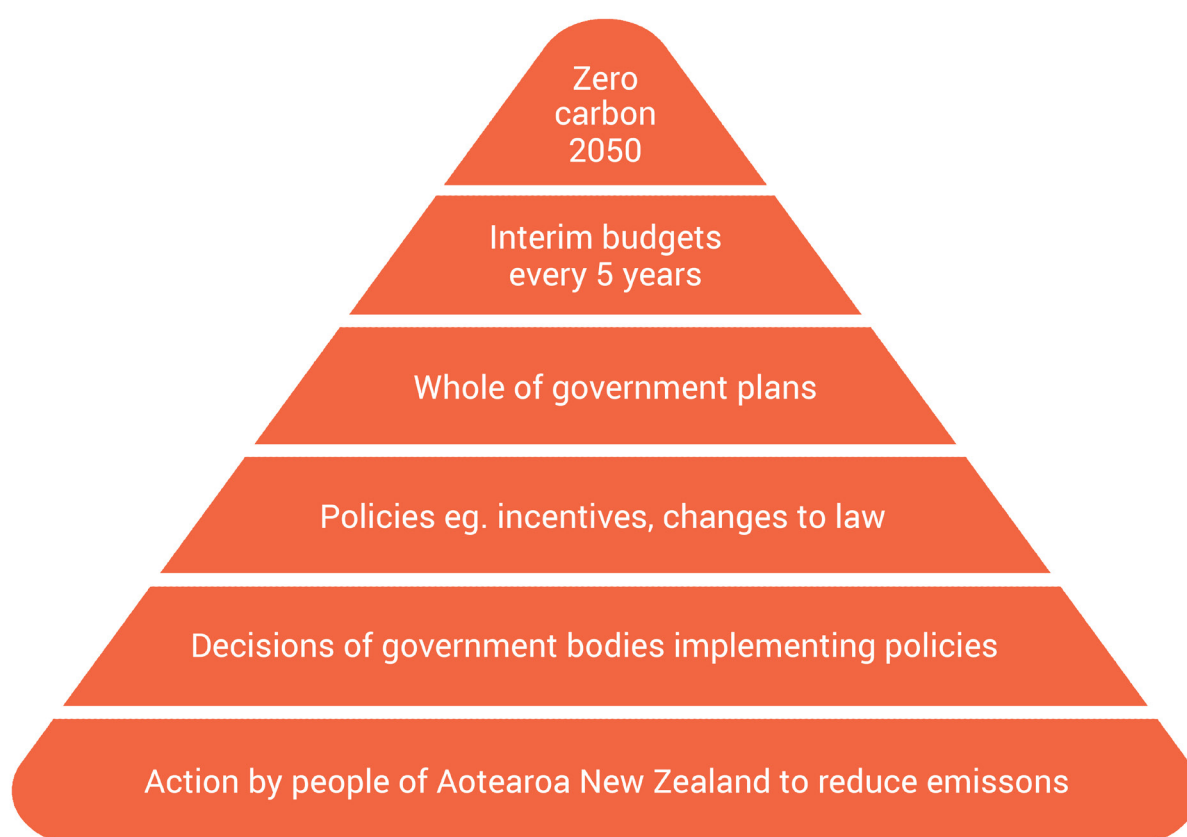 Zero
carbon
2050
Interim budgets
every 5 years
Whole of government plans
Policies eg. incentives, changes to law
Decisions of government bodies implementing policies
Action by people of Aotearoa New Zealand to reduce emissons